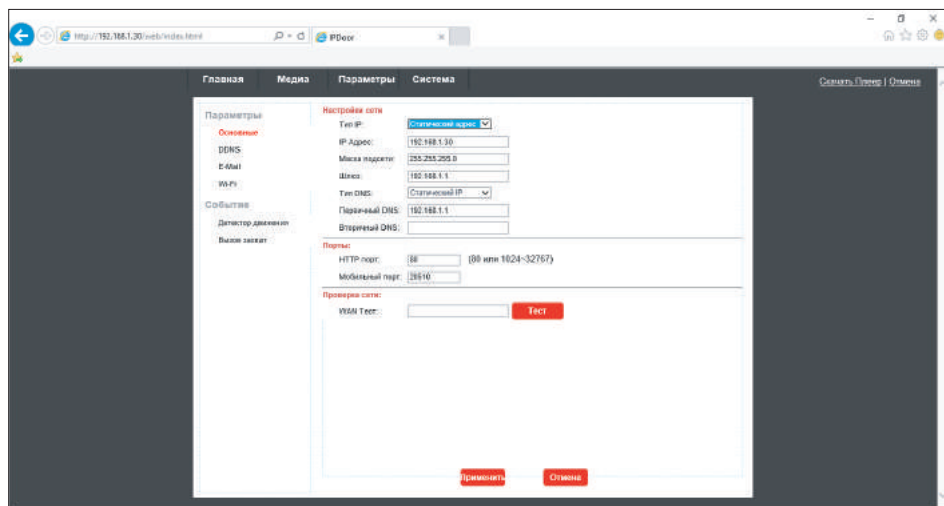 http://192.168.1.30/web/index.html
IPDoor
Главная Медиа Параметры Система
Скачать Плеер | Отмена
Параметры
Основные
DDNS
E-Mail
Wi-Fi
События
Детектор движения
Вызов захват
Настройки сети
Тип IP: Статический адрес
IP Адрес: 192.168.1.30
Маска подсети: 255.255.255.0
Шлюз: 192.168.1.1
Тип DNS: Статический IP
Первичный DNS: 192.168.1.1
Вторичный DNS:
Порты:
HTTP порт: 80 (80 или 1024~32767)
Мобильный порт: 20510
Проверка сети:
WAN Тест: Тест
Применить Отмена